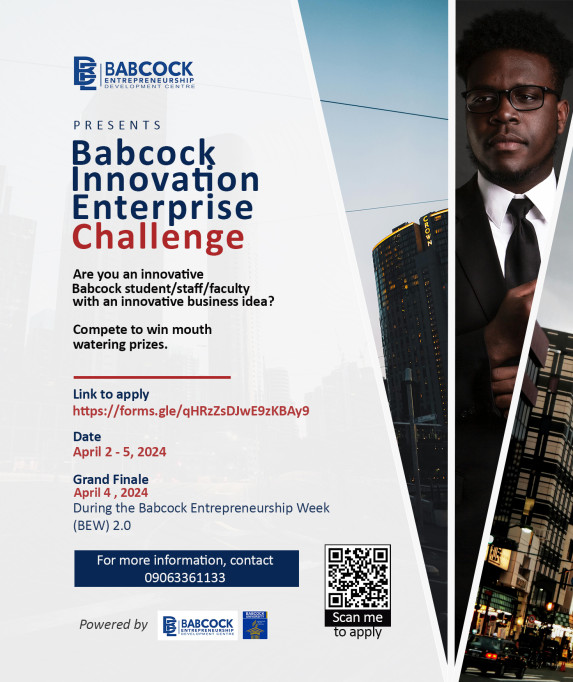 BABCOCK
ENTREPRENEURSHIP
DEVELOPMENT CENTRE
PRESENTS
Babcock
Innovation
Enterprise
Challenge
Are you an innovative
Babcock student/staff/faculty
with an innovative business idea?
Compete to win mouth
watering prizes.
Link to apply
https://forms.gle/qHRzZsDJwE9zKBAy9
Date
April 2 - 5, 2024
Grand Finale
April 4 , 2024
During the Babcock Entrepreneurship Week
(BEW) 2.0
For more information, contact
09063361133
Scan me
to apply
Powered by
BABCOCK
ENTREPRENEURSHIP
DEVELOPMENT CENTRE
BABCOCK
CROWN